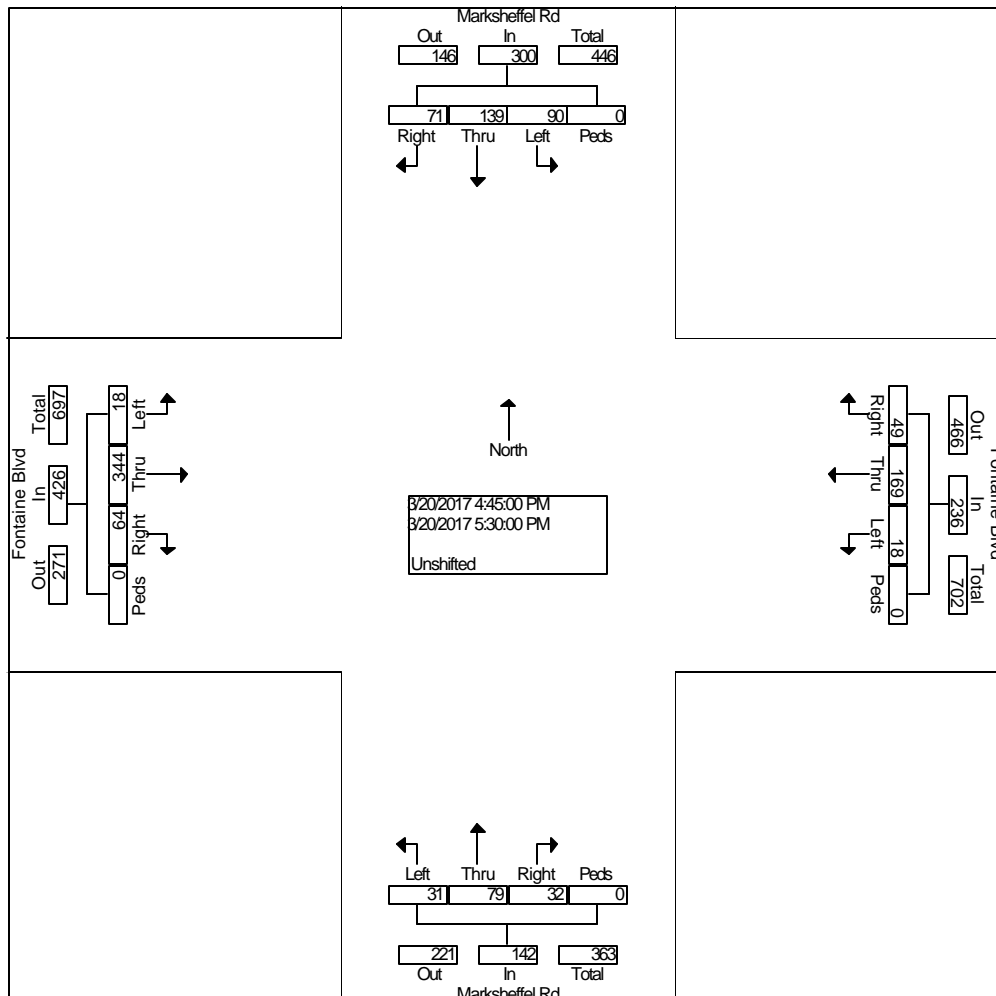 Marksheffel Rd
Out In Total
146 300 446
71 139 90 0
Right Thru Left Peds
Fontaine Blvd
Total In Out
697 426 271
18 344 64 0
Left Thru Right Peds
North
3/20/2017 4:45:00 PM
3/20/2017 5:30:00 PM
Unshifted
Right Thru Left Peds
49 169 18 0
466 236 702
Out In Total
Fontaine Blvd
Left Thru Right Peds
31 79 32 0
221 142 363
Out In Total
Marksheffel Rd